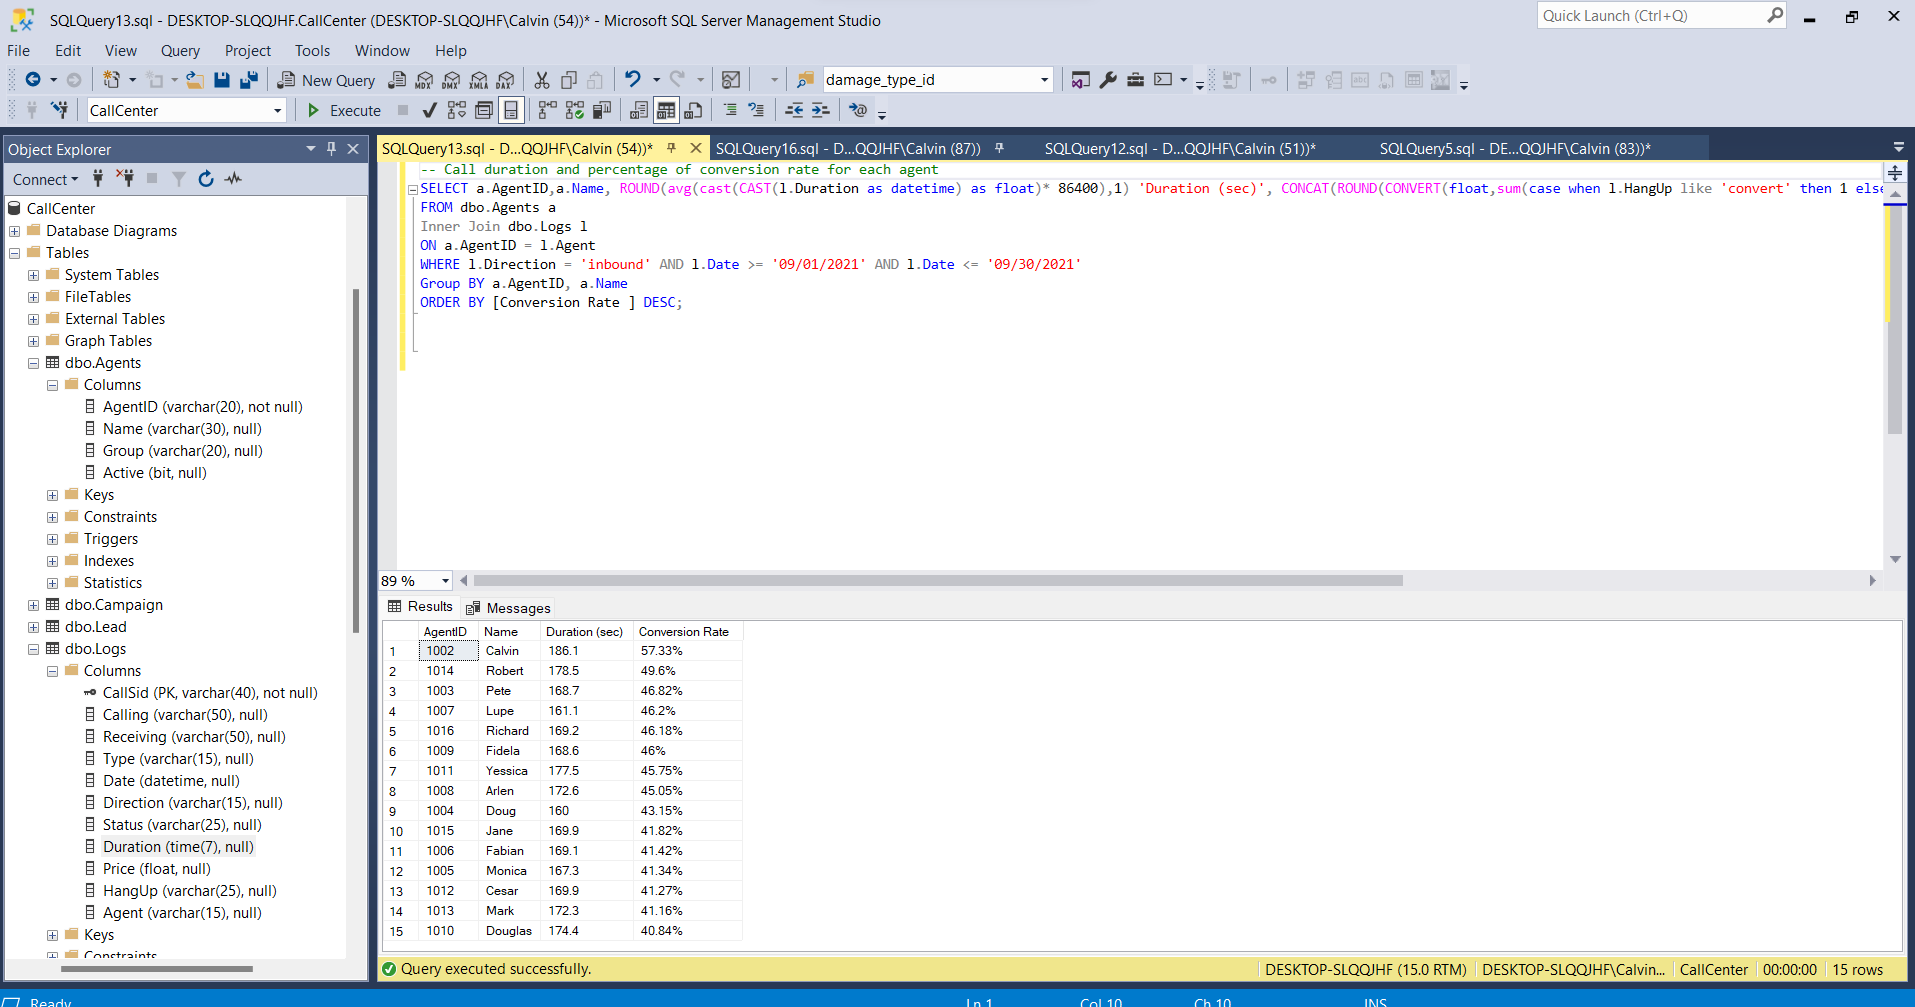 SQLQuery13.sql - DESKTOP-SLQQJHF.CallCenter (DESKTOP-SLQQJHF\Calvin (54))* - Microsoft SQL Server Management Studio
Quick Launch (Ctrl+Q)
File Edit View Query Project Tools Window Help
New Query MDX DMX XMLA DAX damage_type_id
CallCenter Execute
Object Explorer
SQLQuery13.sql - D...QQJHF\Calvin (54))* SQLQuery16.sql - D...QQJHF\Calvin (87)) SQLQuery12.sql - D...QQJHF\Calvin (51))* SQLQuery5.sql - DE...QQJHF\Calvin (83))*
Connect
CallCenter
Database Diagrams
Tables
System Tables
FileTables
External Tables
Graph Tables
dbo.Agents
Columns
AgentID (varchar(20), not null)
Name (varchar(30), null)
Group (varchar(20), null)
Active (bit, null)
Keys
Constraints
Triggers
Indexes
Statistics
dbo.Campaign
dbo.Lead
dbo.Logs
Columns
CallSid (PK, varchar(40), not null)
Calling (varchar(50), null)
Receiving (varchar(50), null)
Type (varchar(15), null)
Date (datetime, null)
Direction (varchar(15), null)
Status (varchar(25), null)
Duration (time(7), null)
Price (float, null)
HangUp (varchar(25), null)
Agent (varchar(15), null)
Keys
Constraints
-- Call duration and percentage of conversion rate for each agent
SELECT a.AgentID,a.Name, ROUND(avg(cast(CAST(l.Duration as datetime) as float)* 86400),1) 'Duration (sec)', CONCAT(ROUND(CONVERT(float,sum(case when l.HangUp like 'convert' then 1 else
FROM dbo.Agents a
Inner Join dbo.Logs l
ON a.AgentID = l.Agent
WHERE l.Direction = 'inbound' AND l.Date >= '09/01/2021' AND l.Date <= '09/30/2021'
Group BY a.AgentID, a.Name
ORDER BY [Conversion Rate ] DESC;
89 %
Results Messages
AgentID Name Duration (sec) Conversion Rate
1 1002 Calvin 186.1 57.33%
2 1014 Robert 178.5 49.6%
3 1003 Pete 168.7 46.82%
4 1007 Lupe 161.1 46.2%
5 1016 Richard 169.2 46.18%
6 1009 Fidela 168.6 46%
7 1011 Yessica 177.5 45.75%
8 1008 Arlen 172.6 45.05%
9 1004 Doug 160 43.15%
10 1015 Jane 169.9 41.82%
11 1006 Fabian 169.1 41.42%
12 1005 Monica 167.3 41.34%
13 1012 Cesar 169.9 41.27%
14 1013 Mark 172.3 41.16%
15 1010 Douglas 174.4 40.84%
Query executed successfully. DESKTOP-SLQQJHF (15.0 RTM) DESKTOP-SLQQJHF\Calvin... CallCenter 00:00:00 15 rows
Ready Ln 1 Col 10 Ch 10 INS